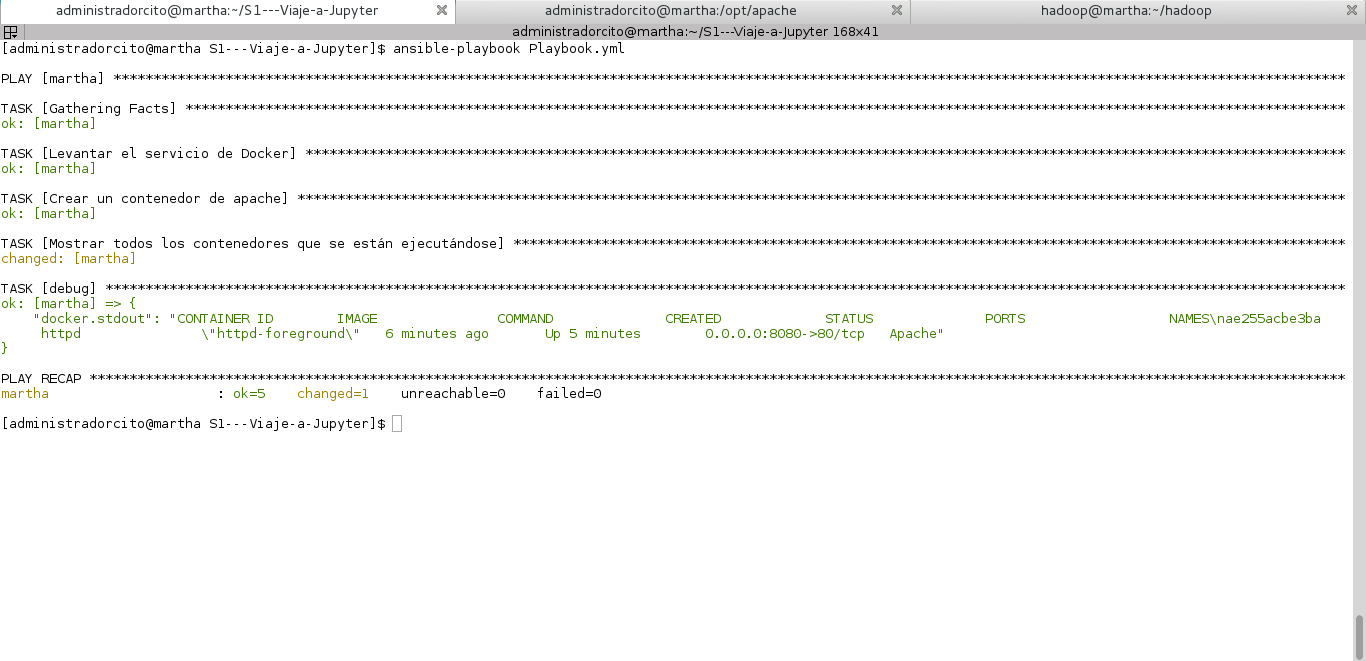 administradorcito@martha:~/S1---Viaje-a-Jupyter administradorcito@martha:/opt/apache hadoop@martha:~/hadoop
administradorcito@martha:~/S1---Viaje-a-Jupyter 168x41
[administradorcito@martha S1---Viaje-a-Jupyter]$ ansible-playbook Playbook.yml
PLAY [martha] **********************************************************************************************************************************************************
TASK [Gathering Facts] *************************************************************************************************************************************************
ok: [martha]
TASK [Levantar el servicio de Docker] **********************************************************************************************************************************
ok: [martha]
TASK [Crear un contenedor de apache] ***********************************************************************************************************************************
ok: [martha]
TASK [Mostrar todos los contenedores que se están ejecutándose] ********************************************************************************************************
changed: [martha]
TASK [debug] ***********************************************************************************************************************************************************
ok: [martha] => {
    "docker.stdout": "CONTAINER ID        IMAGE               COMMAND              CREATED             STATUS              PORTS                  NAMES\nae255acbe3ba
     httpd               \"httpd-foreground\"   6 minutes ago       Up 5 minutes        0.0.0.0:8080->80/tcp   Apache"
}
PLAY RECAP *************************************************************************************************************************************************************
martha                     : ok=5    changed=1    unreachable=0    failed=0
[administradorcito@martha S1---Viaje-a-Jupyter]$